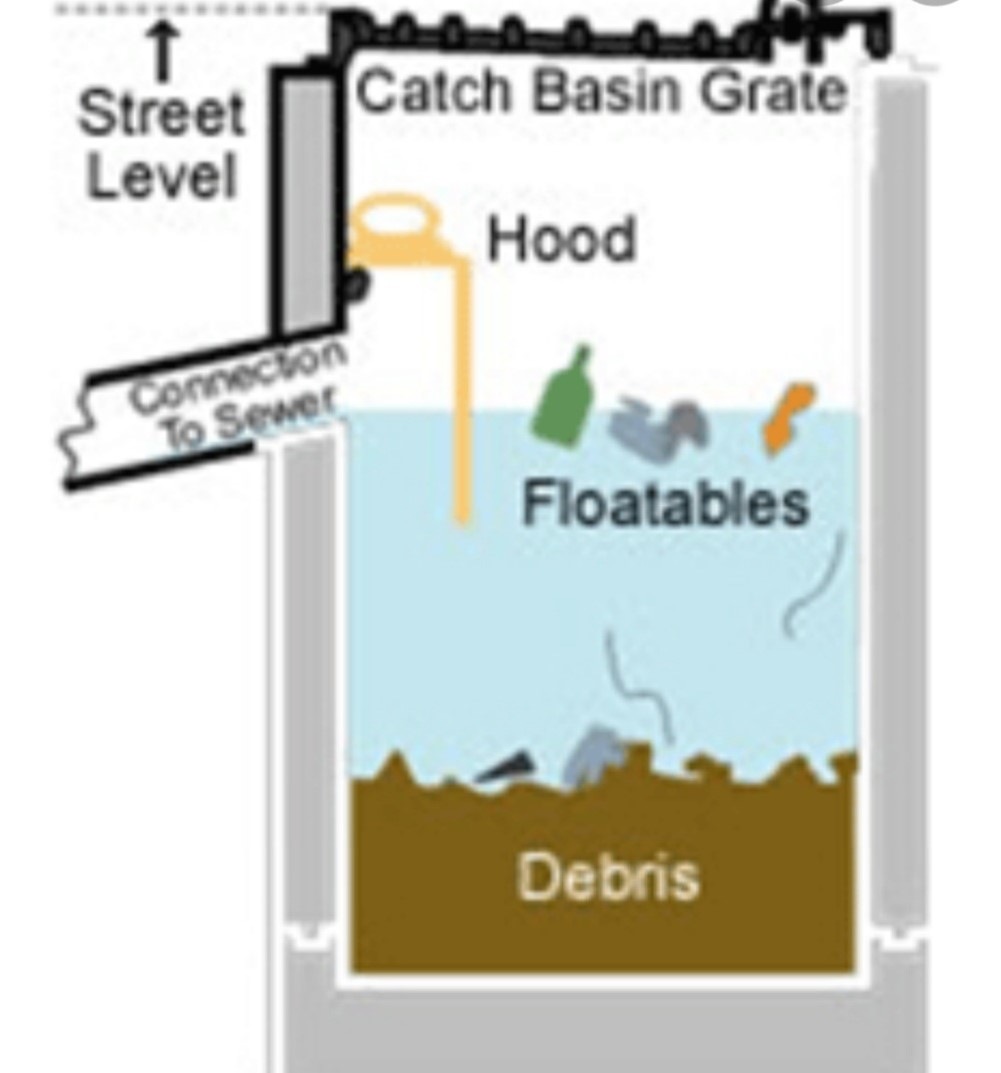 Street
Level
Catch Basin Grate
Hood
Connection
To Sewer
Floatables
Debris